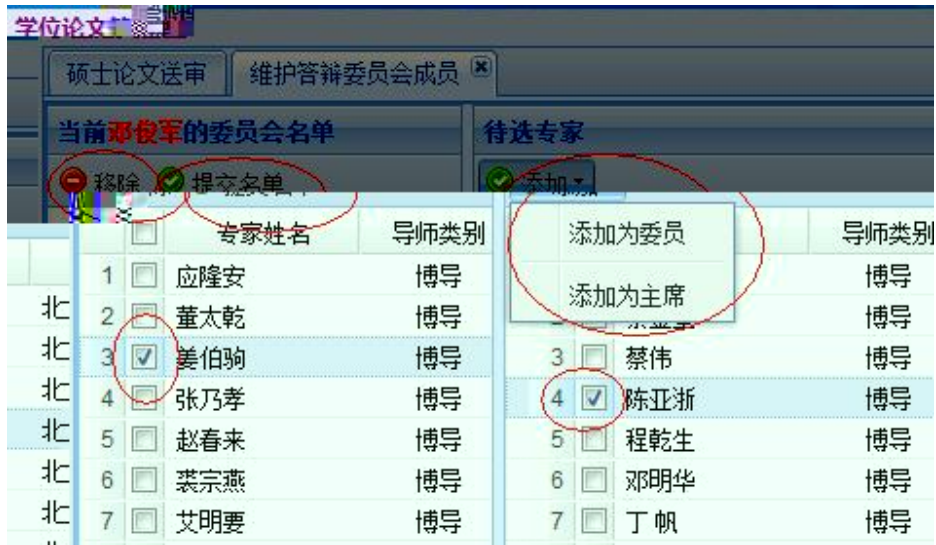 学位论文
硕士论文送审 维护答辩委员会成员
当前邓俊军的委员会名单 待选专家
移除 提交名单 添加
专家姓名 导师类别 添加为委员 导师类别
1 应隆安 博导 博导
北 2 董太乾 博导 添加为主席 博导
北 3 姜伯驹 博导 3 蔡伟 博导
北 4 张乃孝 博导 4 陈亚浙 博导
北 5 赵春来 博导 5 程乾生 博导
北 6 裘宗燕 博导 6 邓明华 博导
北 7 艾明要 博导 7 丁帆 博导